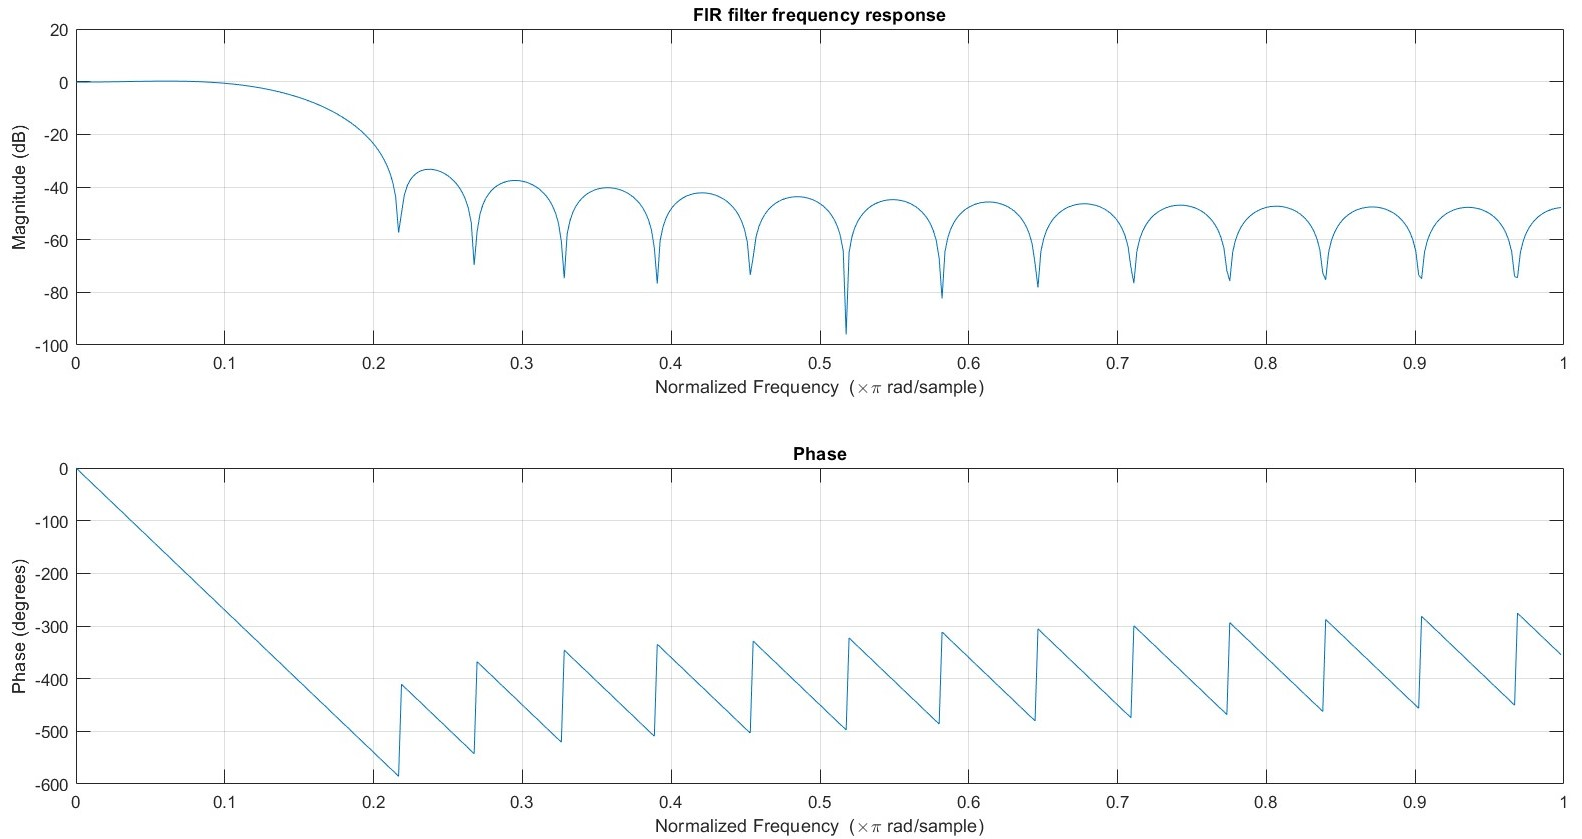 FIR filter frequency response
20
0
-20
-40
-60
-80
-100
Magnitude (dB)
0 0.1 0.2 0.3 0.4 0.5 0.6 0.7 0.8 0.9 1
Normalized Frequency (×π rad/sample)
Phase
0
-100
-200
-300
-400
-500
-600
Phase (degrees)
0 0.1 0.2 0.3 0.4 0.5 0.6 0.7 0.8 0.9 1
Normalized Frequency (×π rad/sample)